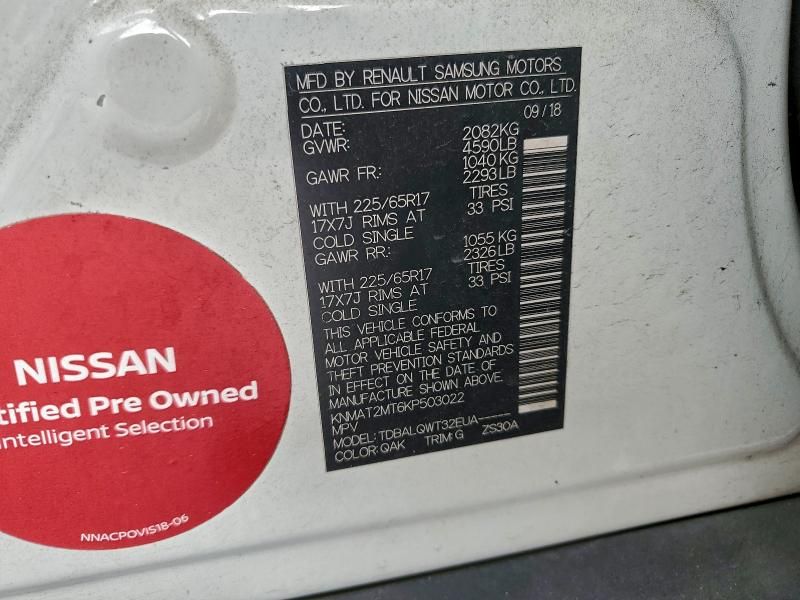 MFD BY RENAULT SAMSUNG MOTORS
CO., LTD. FOR NISSAN MOTOR CO., LTD.
09/18
DATE: 2082KG
GVWR: 4590LB
1040 KG
GAWR FR: 2293LB
WITH 225/65R17 TIRES
17X7J RIMS AT 33 PSI
COLD SINGLE
GAWR RR: 1055 KG
2326LB
WITH 225/65R17 TIRES
17X7J RIMS AT 33 PSI
COLD SINGLE
THIS VEHICLE CONFORMS TO
ALL APPLICABLE FEDERAL
MOTOR VEHICLE SAFETY AND
THEFT PREVENTION STANDARDS
IN EFFECT ON THE DATE OF
MANUFACTURE SHOWN ABOVE.
KNMAT2MT6KP503022
MPV
MODEL: TDBALQWT32EUA-----
COLOR: QAK TRIM:G ZS30A
NISSAN
tified Pre Owned
Intelligent Selection
NNACPOVIS18-06